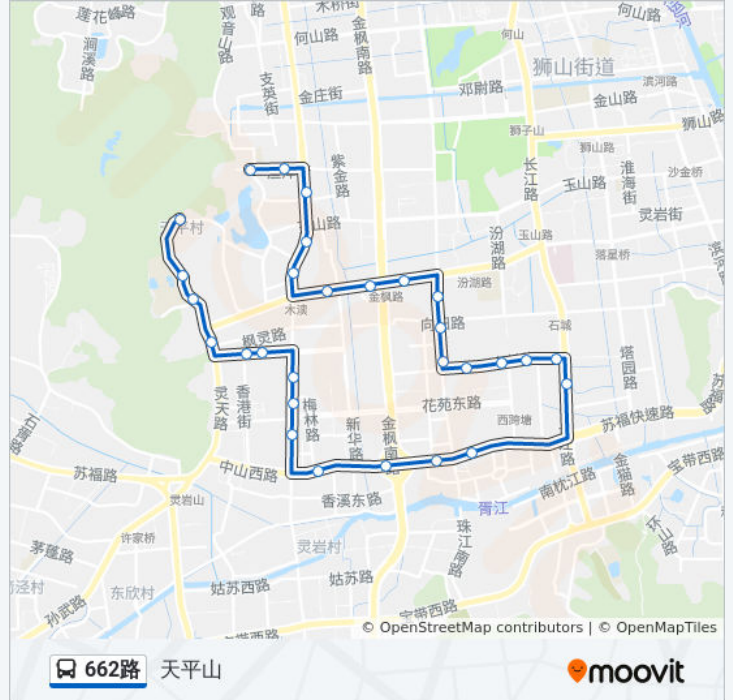 莲花峰路
涧溪路
观音山路
路
木桥街
何山路
金枫南路
支英街
金庄街
何山
何山路
狮山街道
滨河路
邓尉路
金山路
狮山路
狮子山
狮山路
长江路
淮海街
沙金桥
玉山路
灵岩街
紫金路
山路
汾湖路
玉山路
落星桥
汾湖路
金枫路
木渎
石城
枫灵路
灵天路
香港街
梅林路
新华路
金枫南路
花苑东路
西跨塘
塔园路
苏福快速路
石湾路
苏福路
中山西路
灵岩山
香溪东路
胥江
南枕江路
金猫路
宝带西路
环山路
许家桥
茅蓬路
灵岩村
珠江南路
东欣村
姑苏西路
姑苏路
孙武路
宝带西路
© OpenStreetMap contributors | © OpenMapTiles
662路 天平山
moovit